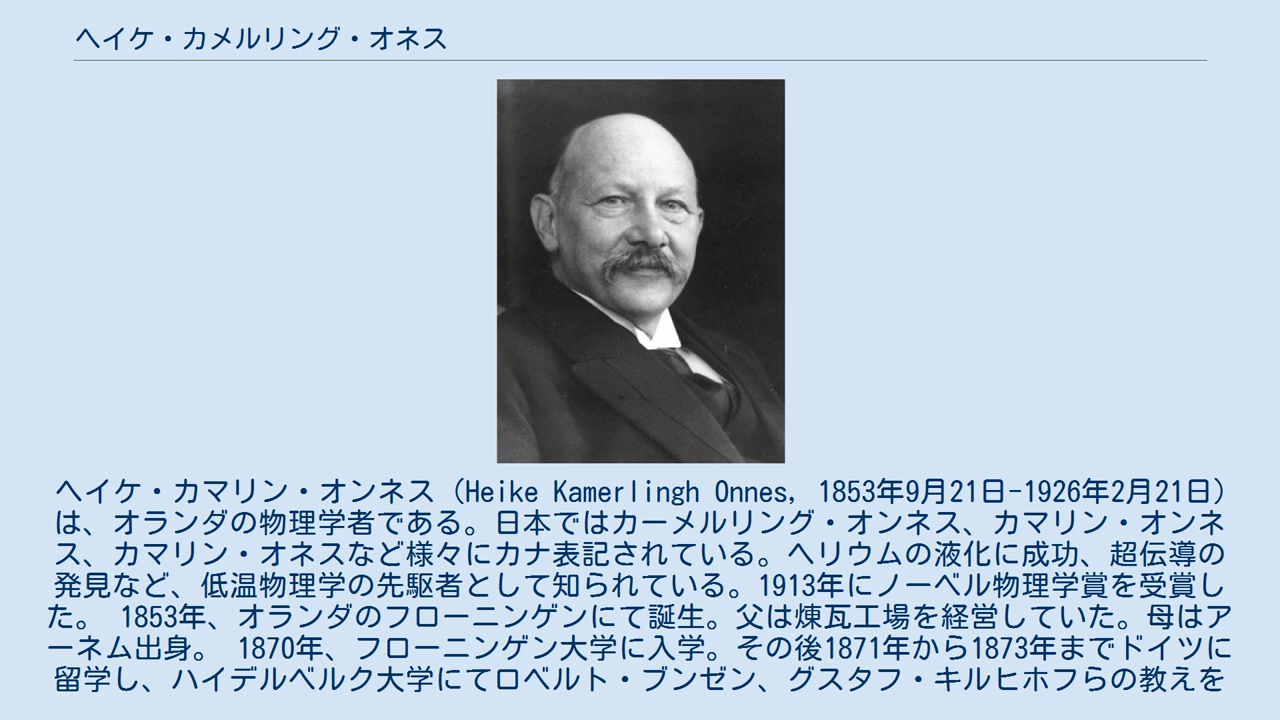 ヘイケ・カメルリング・オネス
ヘイケ・カマリン・オンネス（Heike Kamerlingh Onnes, 1853年9月21日-1926年2月21日）
は、オランダの物理学者である。日本ではカーメルリング・オンネス、カマリン・オンネ
ス、カマリン・オネスなど様々にカナ表記されている。ヘリウムの液化に成功、超伝導の
発見など、低温物理学の先駆者として知られている。1913年にノーベル物理学賞を受賞し
た。 1853年、オランダのフローニンゲンにて誕生。父は煉瓦工場を経営していた。母はア
ーネム出身。 1870年、フローニンゲン大学に入学。その後1871年から1873年までドイツに
留学し、ハイデルベルク大学にてロベルト・ブンゼン、グスタフ・キルヒホフらの教えを